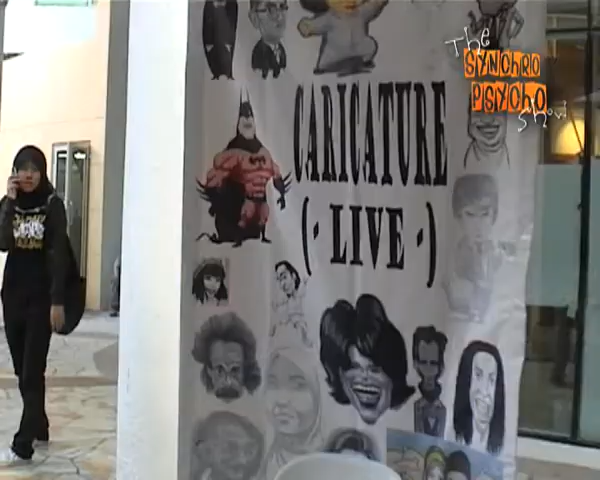 The
SYNChRO
PSYChO
Show
CARICATURE
(· LIVE ·)